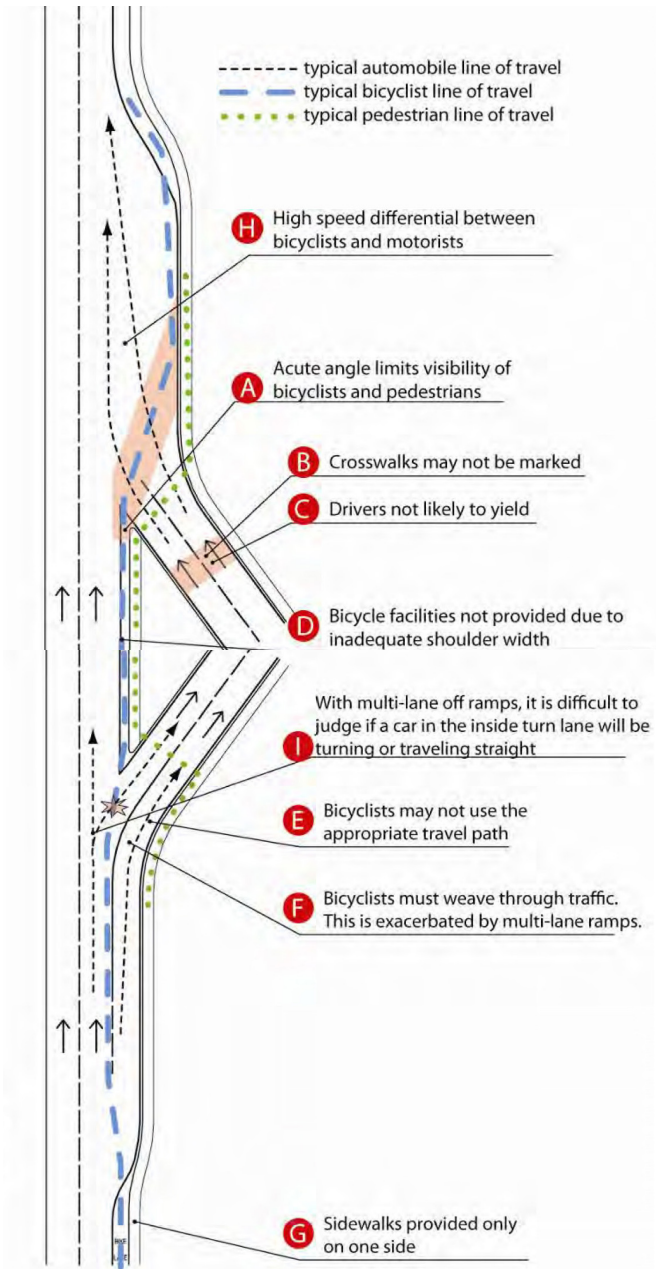 typical automobile line of travel
typical bicyclist line of travel
typical pedestrian line of travel
H
High speed differential between
bicyclists and motorists
A
Acute angle limits visibility of
bicyclists and pedestrians
B
Crosswalks may not be marked
C
Drivers not likely to yield
D
Bicycle facilities not provided due to
inadequate shoulder width
With multi-lane off ramps, it is difficult to
judge if a car in the inside turn lane will be
I
turning or traveling straight
E
Bicyclists may not use the
appropriate travel path
F
Bicyclists must weave through traffic.
This is exacerbated by multi-lane ramps.
G
Sidewalks provided only
on one side
BIKE
LANE